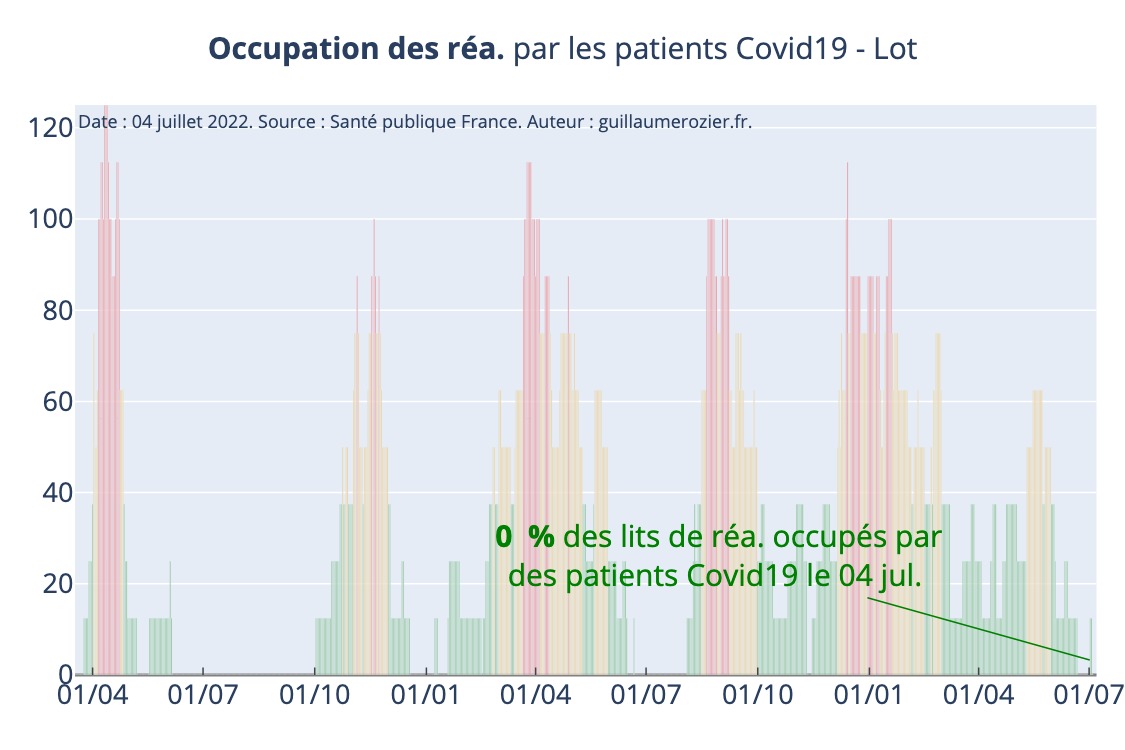 Occupation des réa. par les patients Covid19 - Lot
Date : 04 juillet 2022. Source : Santé publique France. Auteur : guillaumerozier.fr.
120
100
80
60
40
20
0
0 % des lits de réa. occupés par
des patients Covid19 le 04 jul.
01/04 01/07 01/10 01/01 01/04 01/07 01/10 01/01 01/04 01/07